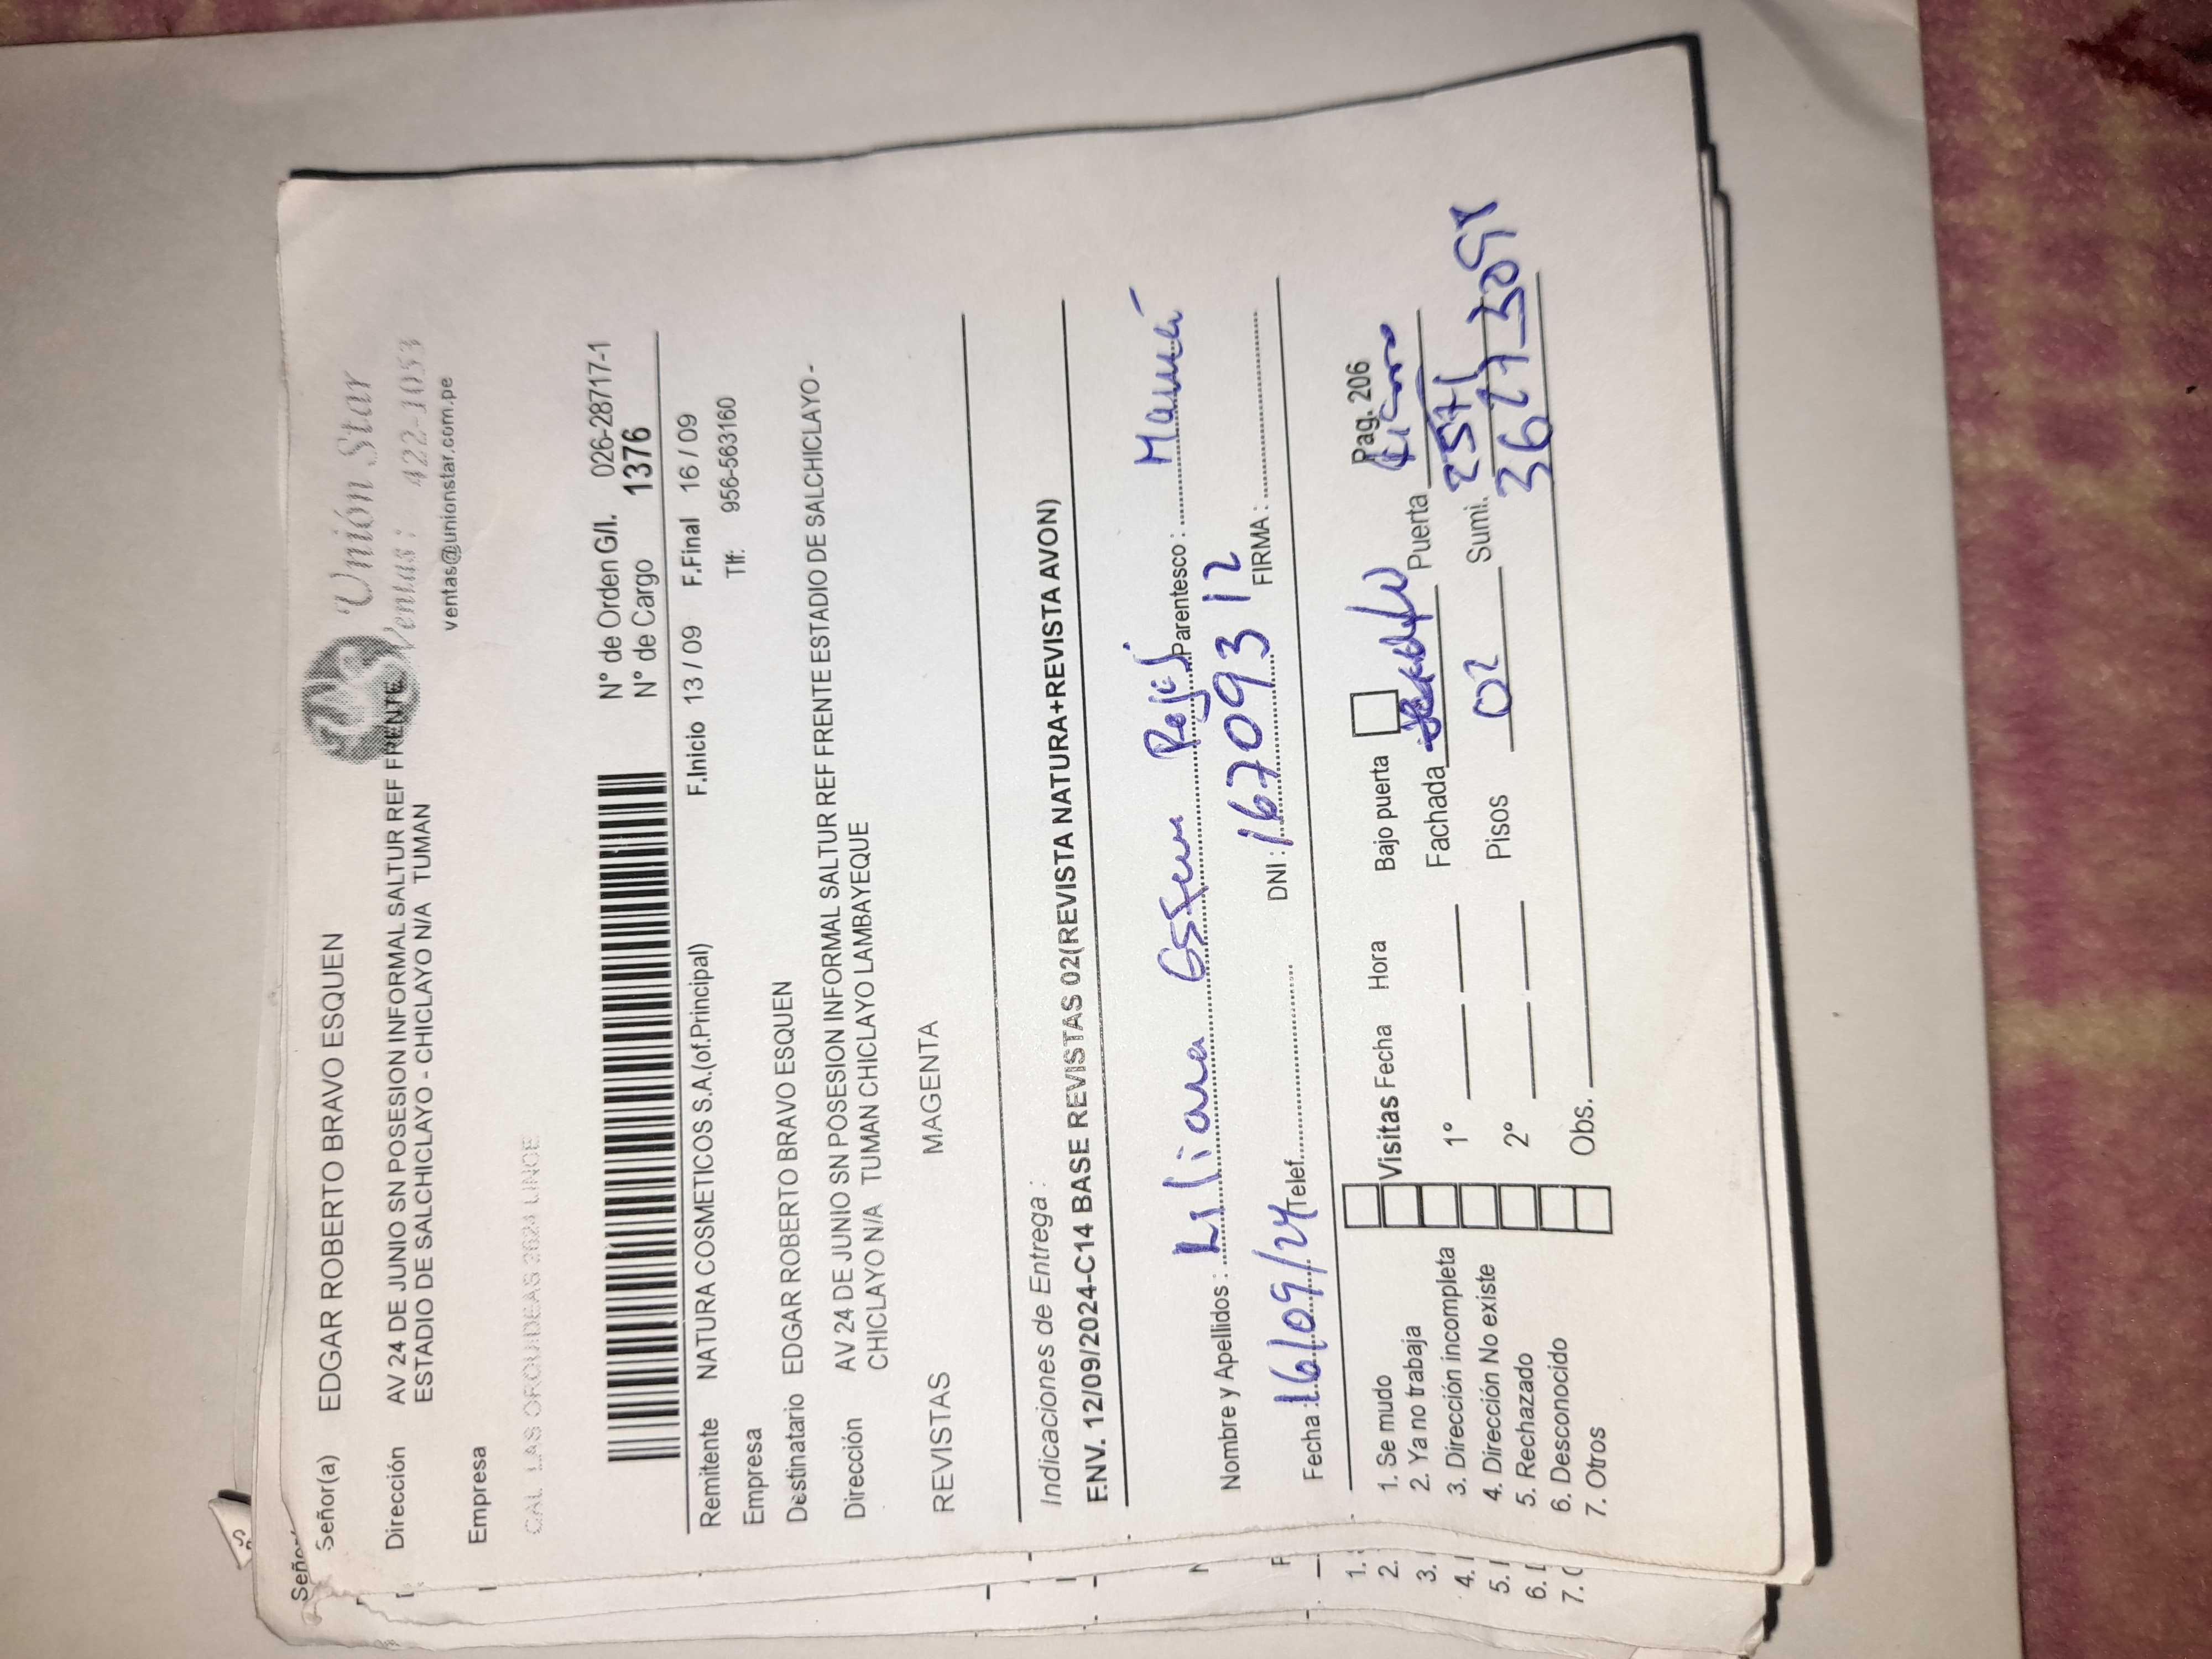 Señor(a) EDGAR ROBERTO BRAVO ESQUEN
Unión Star
Ventas: 422-1053
ventas@unionstar.com.pe
Dirección AV 24 DE JUNIO SN POSESION INFORMAL SALTUR REF FRENTE
ESTADIO DE SALCHICLAYO - CHICLAYO N/A TUMAN
Empresa
CAL LAS ORQUIDEAS 2624 LINCE
N° de Orden G/I. 026-28717-1
N° de Cargo 1376
Remitente NATURA COSMETICOS S.A.(of.Principal) F.Inicio 13 / 09 F.Final 16 / 09
Empresa Tlf: 956-563160
Destinatario EDGAR ROBERTO BRAVO ESQUEN
Dirección AV 24 DE JUNIO SN POSESION INFORMAL SALTUR REF FRENTE ESTADIO DE SALCHICLAYO -
CHICLAYO N/A TUMAN CHICLAYO LAMBAYEQUE
REVISTAS MAGENTA
Indicaciones de Entrega :
ENV. 12/09/2024-C14 BASE REVISTAS 02(REVISTA NATURA+REVISTA AVON)
Nombre y Apellidos : Liliana Parentesco : Mamá
Fecha : 16/09/24 Telef. DNI : 16709312 FIRMA :
Pag. 206
1. Se mudo
2. Ya no trabaja
3. Dirección incompleta
4. Dirección No existe
5. Rechazado
6. Desconocido
7. Otros
Visitas Fecha Hora Bajo puerta
1° Fachada Puerta
2° Pisos 02 Sumi.
Obs.